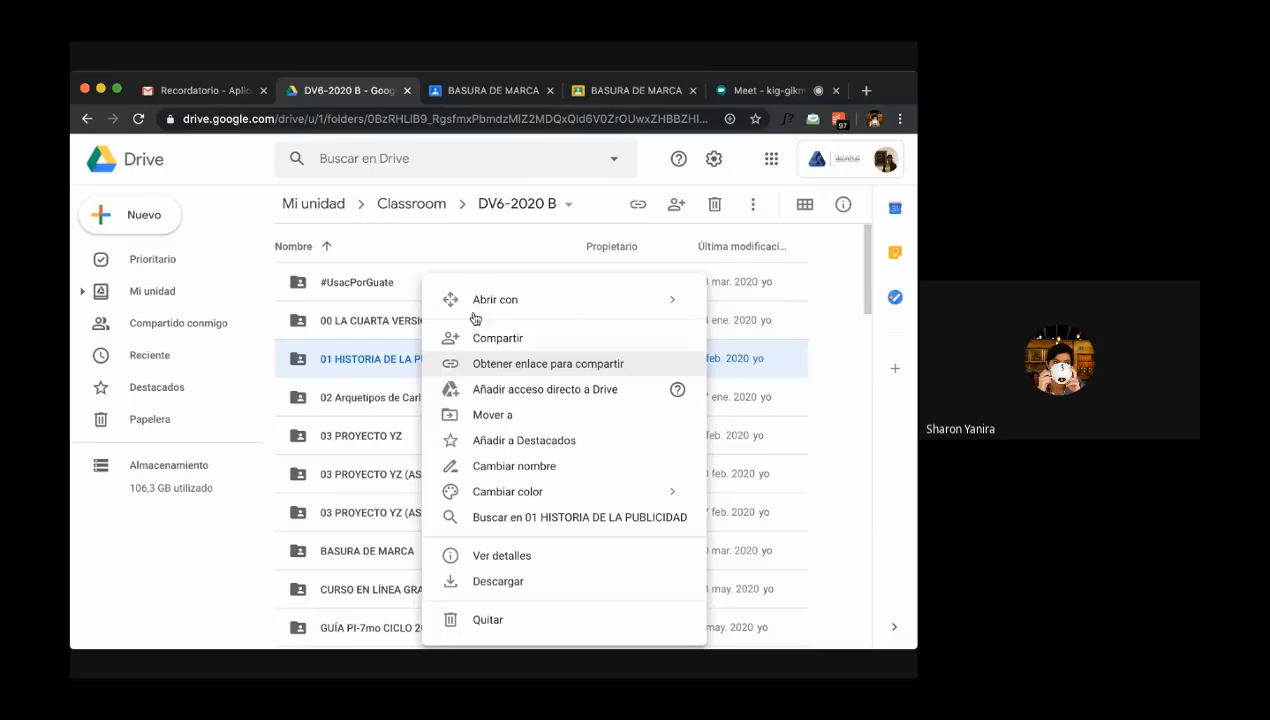 Recordatorio - Aplic
DV6-2020 B - Goog
BASURA DE MARCA
BASURA DE MARCA
Meet - kig-gikm
drive.google.com/drive/u/1/folders/
97
Drive
Buscar en Drive
Nuevo
Mi unidad > Classroom > DV6-2020 B
31
Nombre
Propietario
Última modificaci...
Prioritario
Mi unidad
Compartido conmigo
Reciente
Destacados
Papelera
Almacenamiento
106,3 GB utilizado
#UsacPorGuate
mar. 2020 yo
00 LA CUARTA VERSI
ene. 2020 yo
01 HISTORIA DE LA P
feb. 2020 yo
02 Arquetipos de Carl
ene. 2020 yo
03 PROYECTO YZ
feb. 2020 yo
03 PROYECTO YZ (AS
feb. 2020 yo
03 PROYECTO YZ (AS
feb. 2020 yo
BASURA DE MARCA
mar. 2020 yo
CURSO EN LÍNEA GRA
may. 2020 yo
GUÍA PI-7mo CICLO 2
may. 2020 yo
Abrir con
Compartir
Obtener enlace para compartir
Añadir acceso directo a Drive
Mover a
Añadir a Destacados
Cambiar nombre
Cambiar color
Buscar en 01 HISTORIA DE LA PUBLICIDAD
Ver detalles
Descargar
Quitar
Sharon Yanira